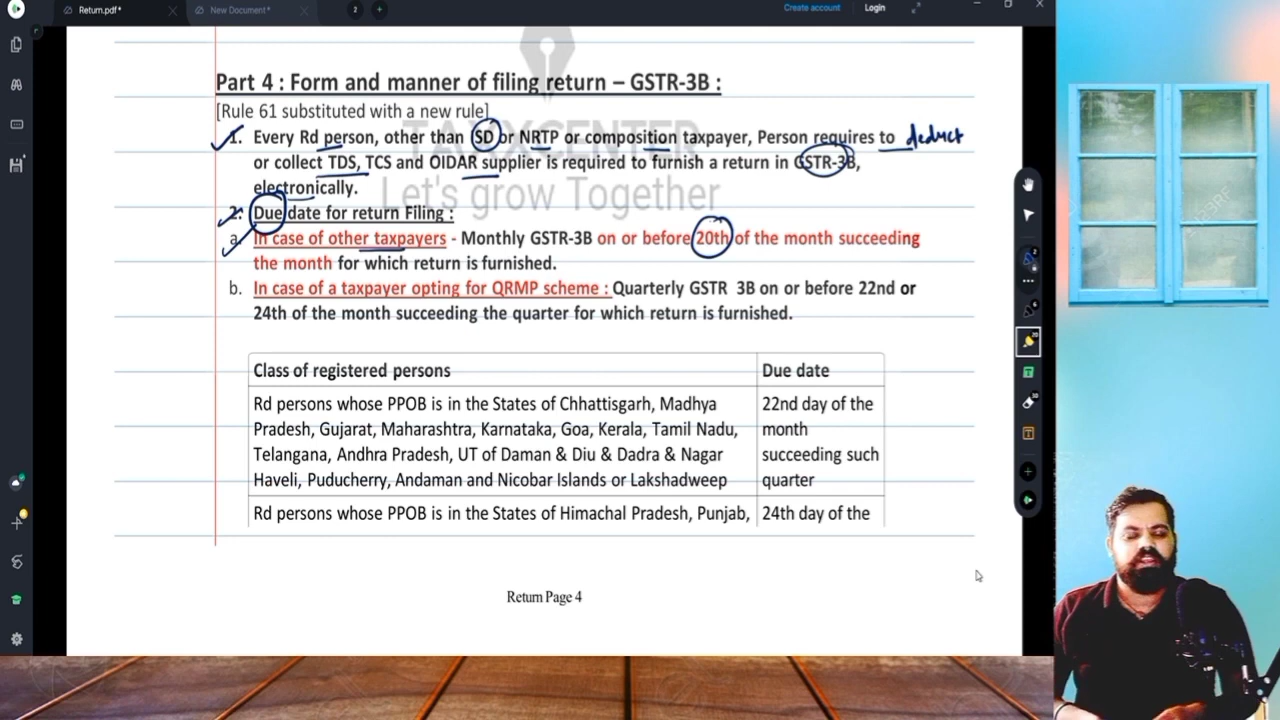 Return.pdf*
New Document*
2
Create account
Login
Part 4 : Form and manner of filing return – GSTR-3B :
[Rule 61 substituted with a new rule]
TAXXCENTER
1. Every Rd person, other than SD or NRTP or composition taxpayer, Person requires to deduct
or collect TDS, TCS and OIDAR supplier is required to furnish a return in GSTR-3B,
electronically.
Let's grow Together
2. Due date for return Filing :
a. In case of other taxpayers - Monthly GSTR-3B on or before 20th of the month succeeding
the month for which return is furnished.
b. In case of a taxpayer opting for QRMP scheme : Quarterly GSTR 3B on or before 22nd or
24th of the month succeeding the quarter for which return is furnished.
Class of registered persons Due date
Rd persons whose PPOB is in the States of Chhattisgarh, Madhya 22nd day of the
Pradesh, Gujarat, Maharashtra, Karnataka, Goa, Kerala, Tamil Nadu, month
Telangana, Andhra Pradesh, UT of Daman & Diu & Dadra & Nagar succeeding such
Haveli, Puducherry, Andaman and Nicobar Islands or Lakshadweep quarter
Rd persons whose PPOB is in the States of Himachal Pradesh, Punjab, 24th day of the
Return Page 4